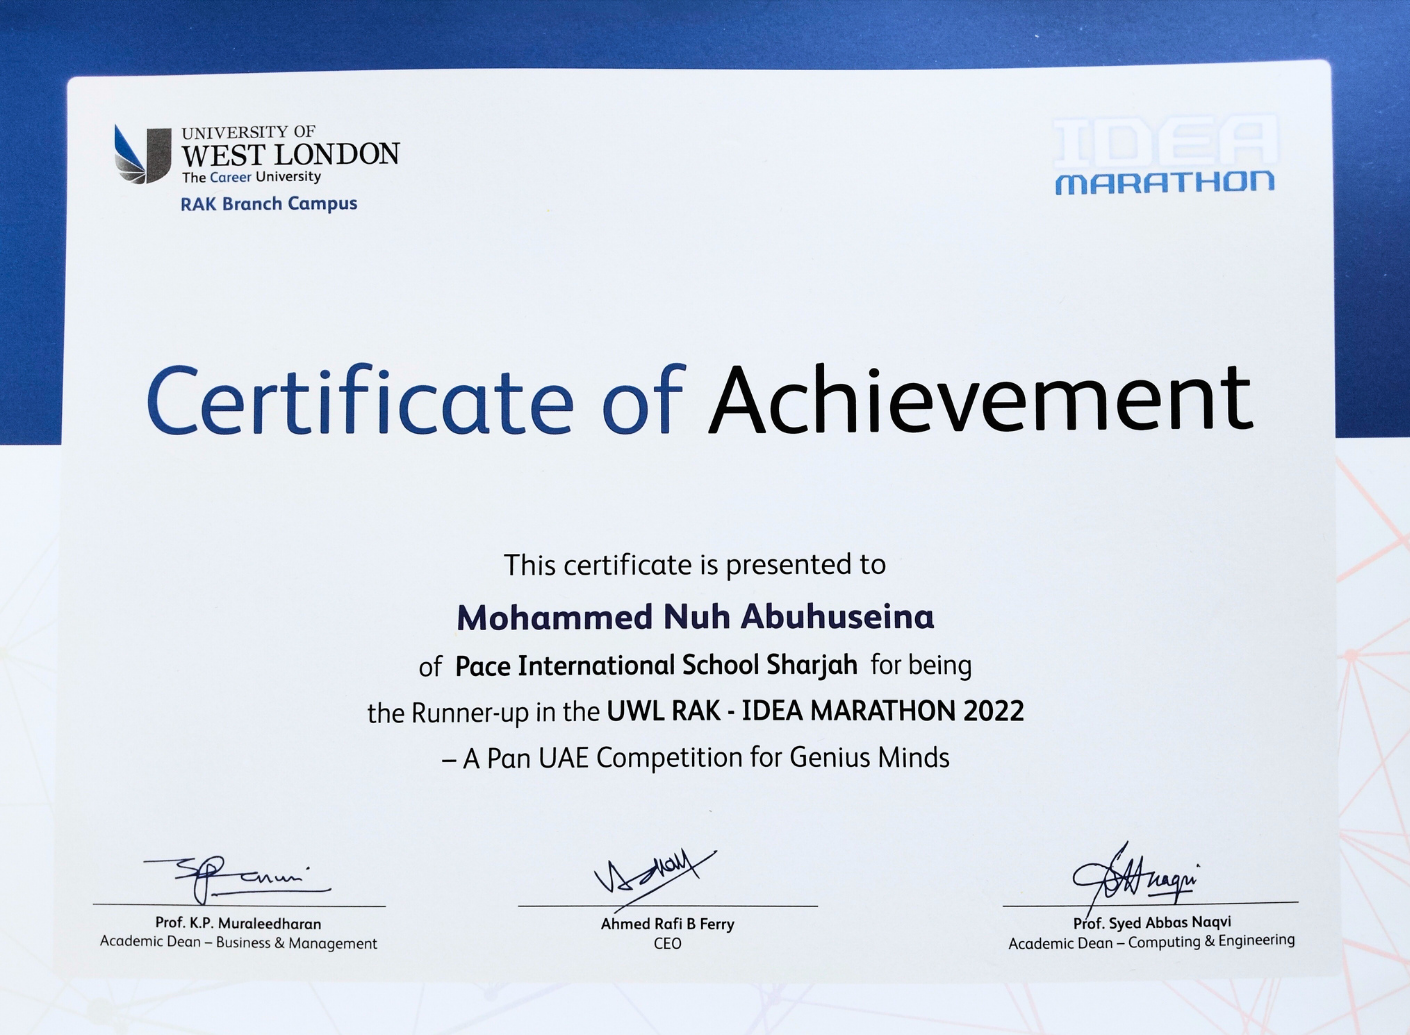 UNIVERSITY OF
WEST LONDON
The Career University
RAK Branch Campus
IDEA
MARATHON
Certificate of Achievement
This certificate is presented to
Mohammed Nuh Abuhuseina
of Pace International School Sharjah for being
the Runner-up in the UWL RAK - IDEA MARATHON 2022
– A Pan UAE Competition for Genius Minds
Prof. K.P. Muraleedharan
Academic Dean – Business & Management
Ahmed Rafi B Ferry
CEO
Prof. Syed Abbas Naqvi
Academic Dean – Computing & Engineering